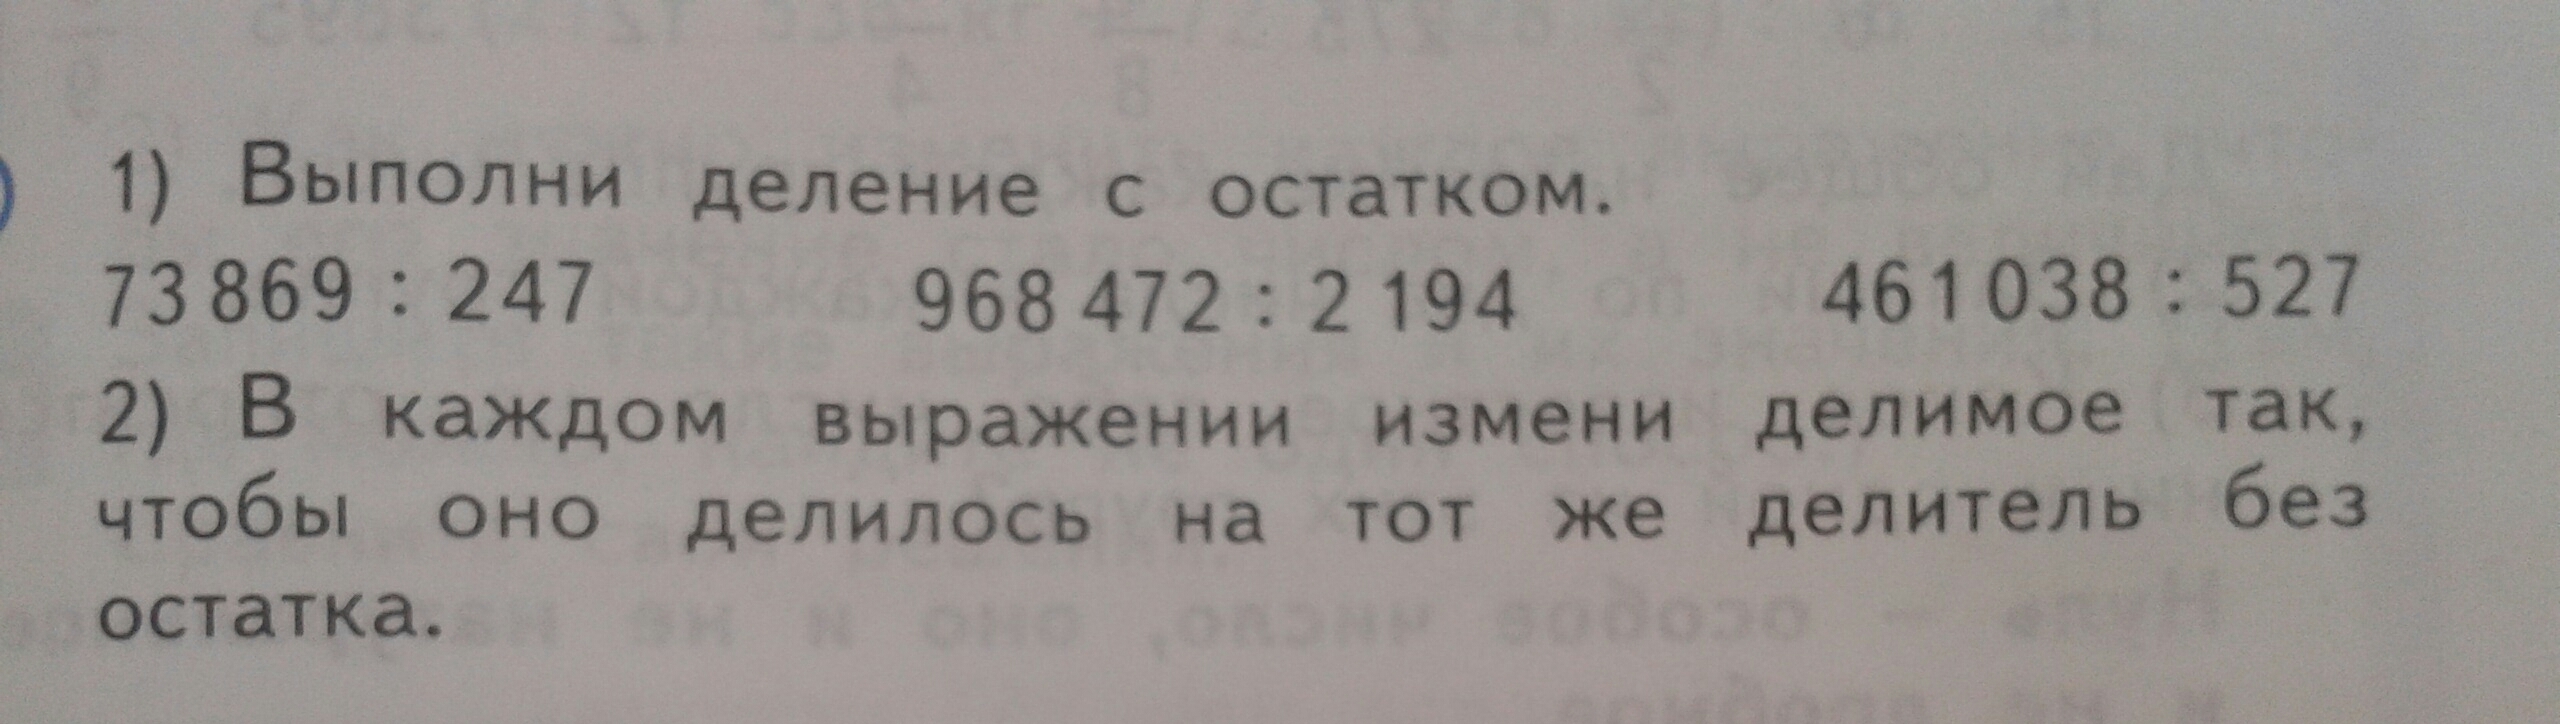 1) Выполни деление с остатком.
73 869 : 247 968 472 : 2 194 461 038 : 527
2) В каждом выражении измени делимое так,
чтобы оно делилось на тот же делитель без
остатка.